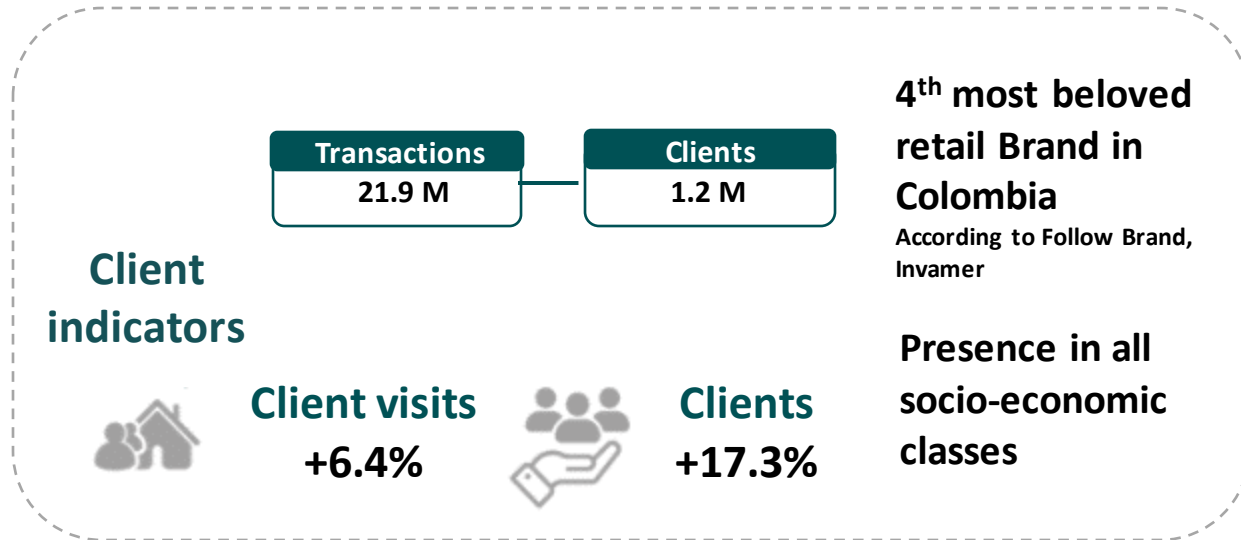 Client
indicators
Transactions
21.9 M
Clients
1.2 M
Client visits
+6.4%
Clients
+17.3%
4th most beloved
retail Brand in
Colombia
According to Follow Brand,
Invamer
Presence in all
socio-economic
classes